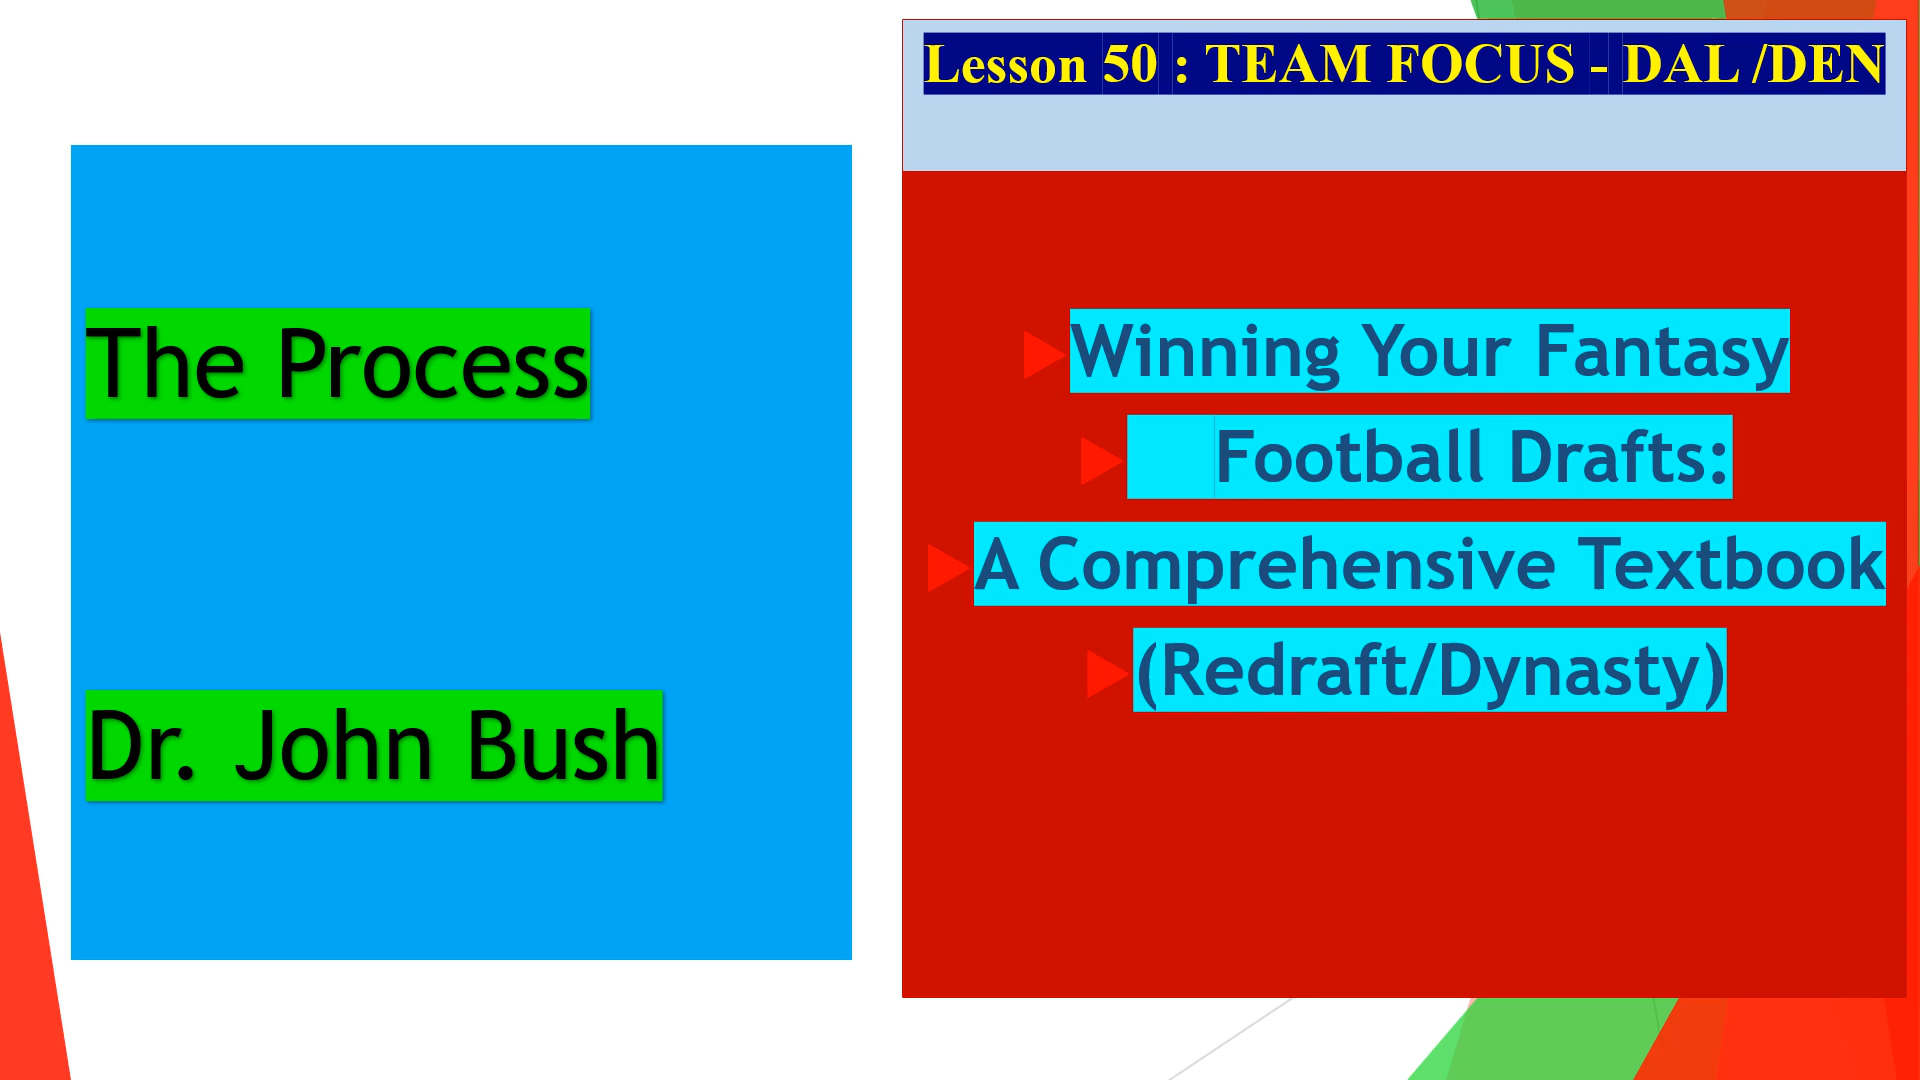 The Process
Dr. John Bush
Lesson 50 : TEAM FOCUS - DAL /DEN
Winning Your Fantasy
Football Drafts:
A Comprehensive Textbook
(Redraft/Dynasty)